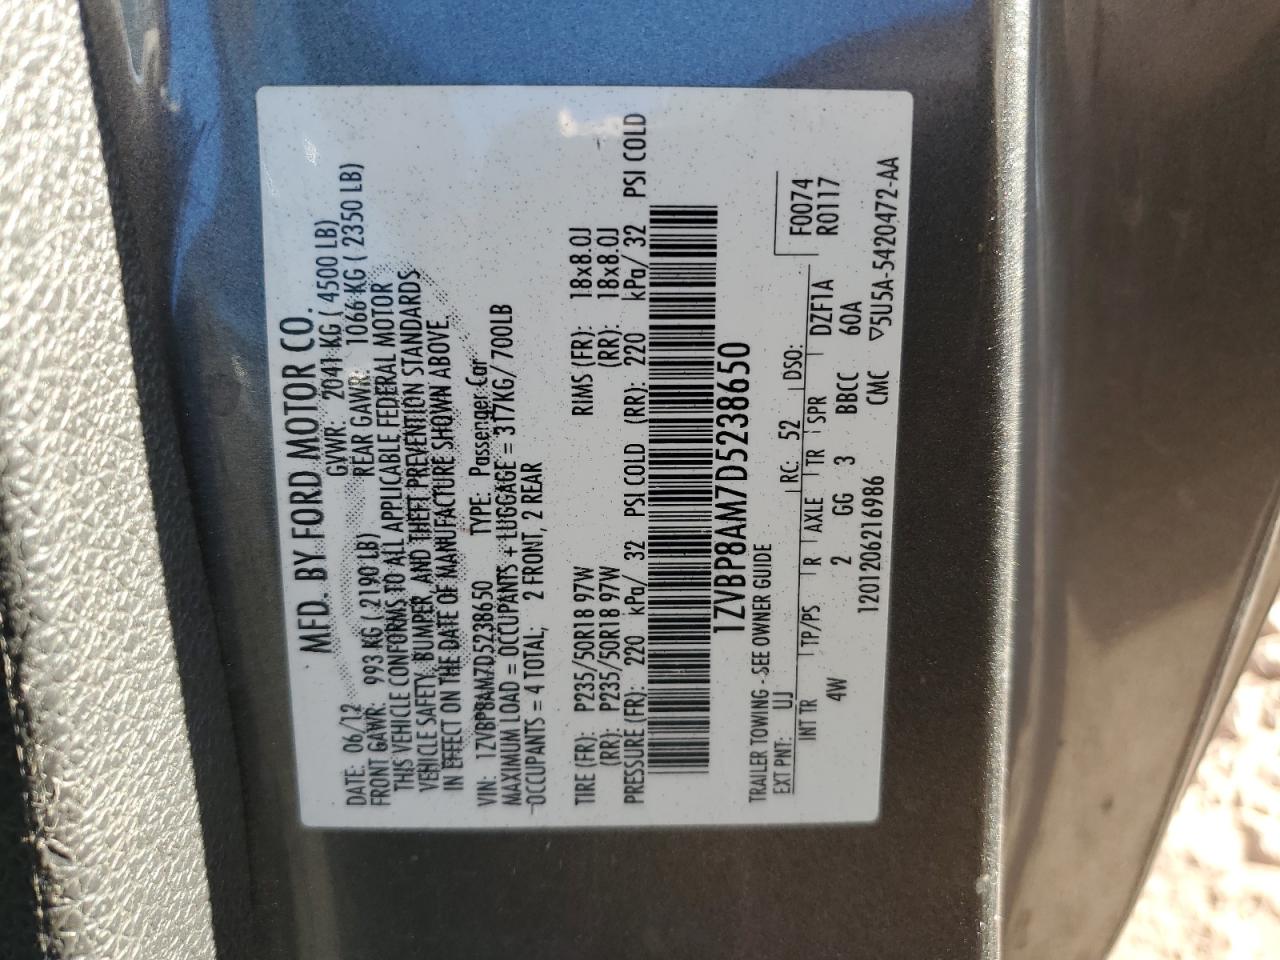 MFD. BY FORD MOTOR CO.
DATE: 06/12 GVWR: 2041 KG ( 4500 LB)
FRONT GAWR: 993 KG ( 2190 LB) REAR GAWR: 1066 KG ( 2350 LB)
THIS VEHICLE CONFORMS TO ALL APPLICABLE FEDERAL MOTOR
VEHICLE SAFETY, BUMPER, AND THEFT PREVENTION STANDARDS
IN EFFECT ON THE DATE OF MANUFACTURE SHOWN ABOVE.
VIN: 1ZVBP8AM7D5238650 TYPE: Passenger Car
MAXIMUM LOAD = OCCUPANTS + LUGGAGE = 317KG/700LB
OCCUPANTS = 4 TOTAL; 2 FRONT, 2 REAR
TIRE (FR): P235/50R18 97W RIMS (FR): 18x8.0J
(RR): P235/50R18 97W (RR): 18x8.0J
PRESSURE (FR): 220 kPa/ 32 PSI COLD (RR): 220 kPa/ 32 PSI COLD
1ZVBP8AM7D5238650
TRAILER TOWING - SEE OWNER GUIDE
EXT PNT: UJ RC: 52 DSO: F0074
INT TR TP/PS R AXLE TR SPR DZF1A R0117
4W 2 GG 3 BBCC 60A
120120621​6986 CMC ▽5U5A-5420472-AA